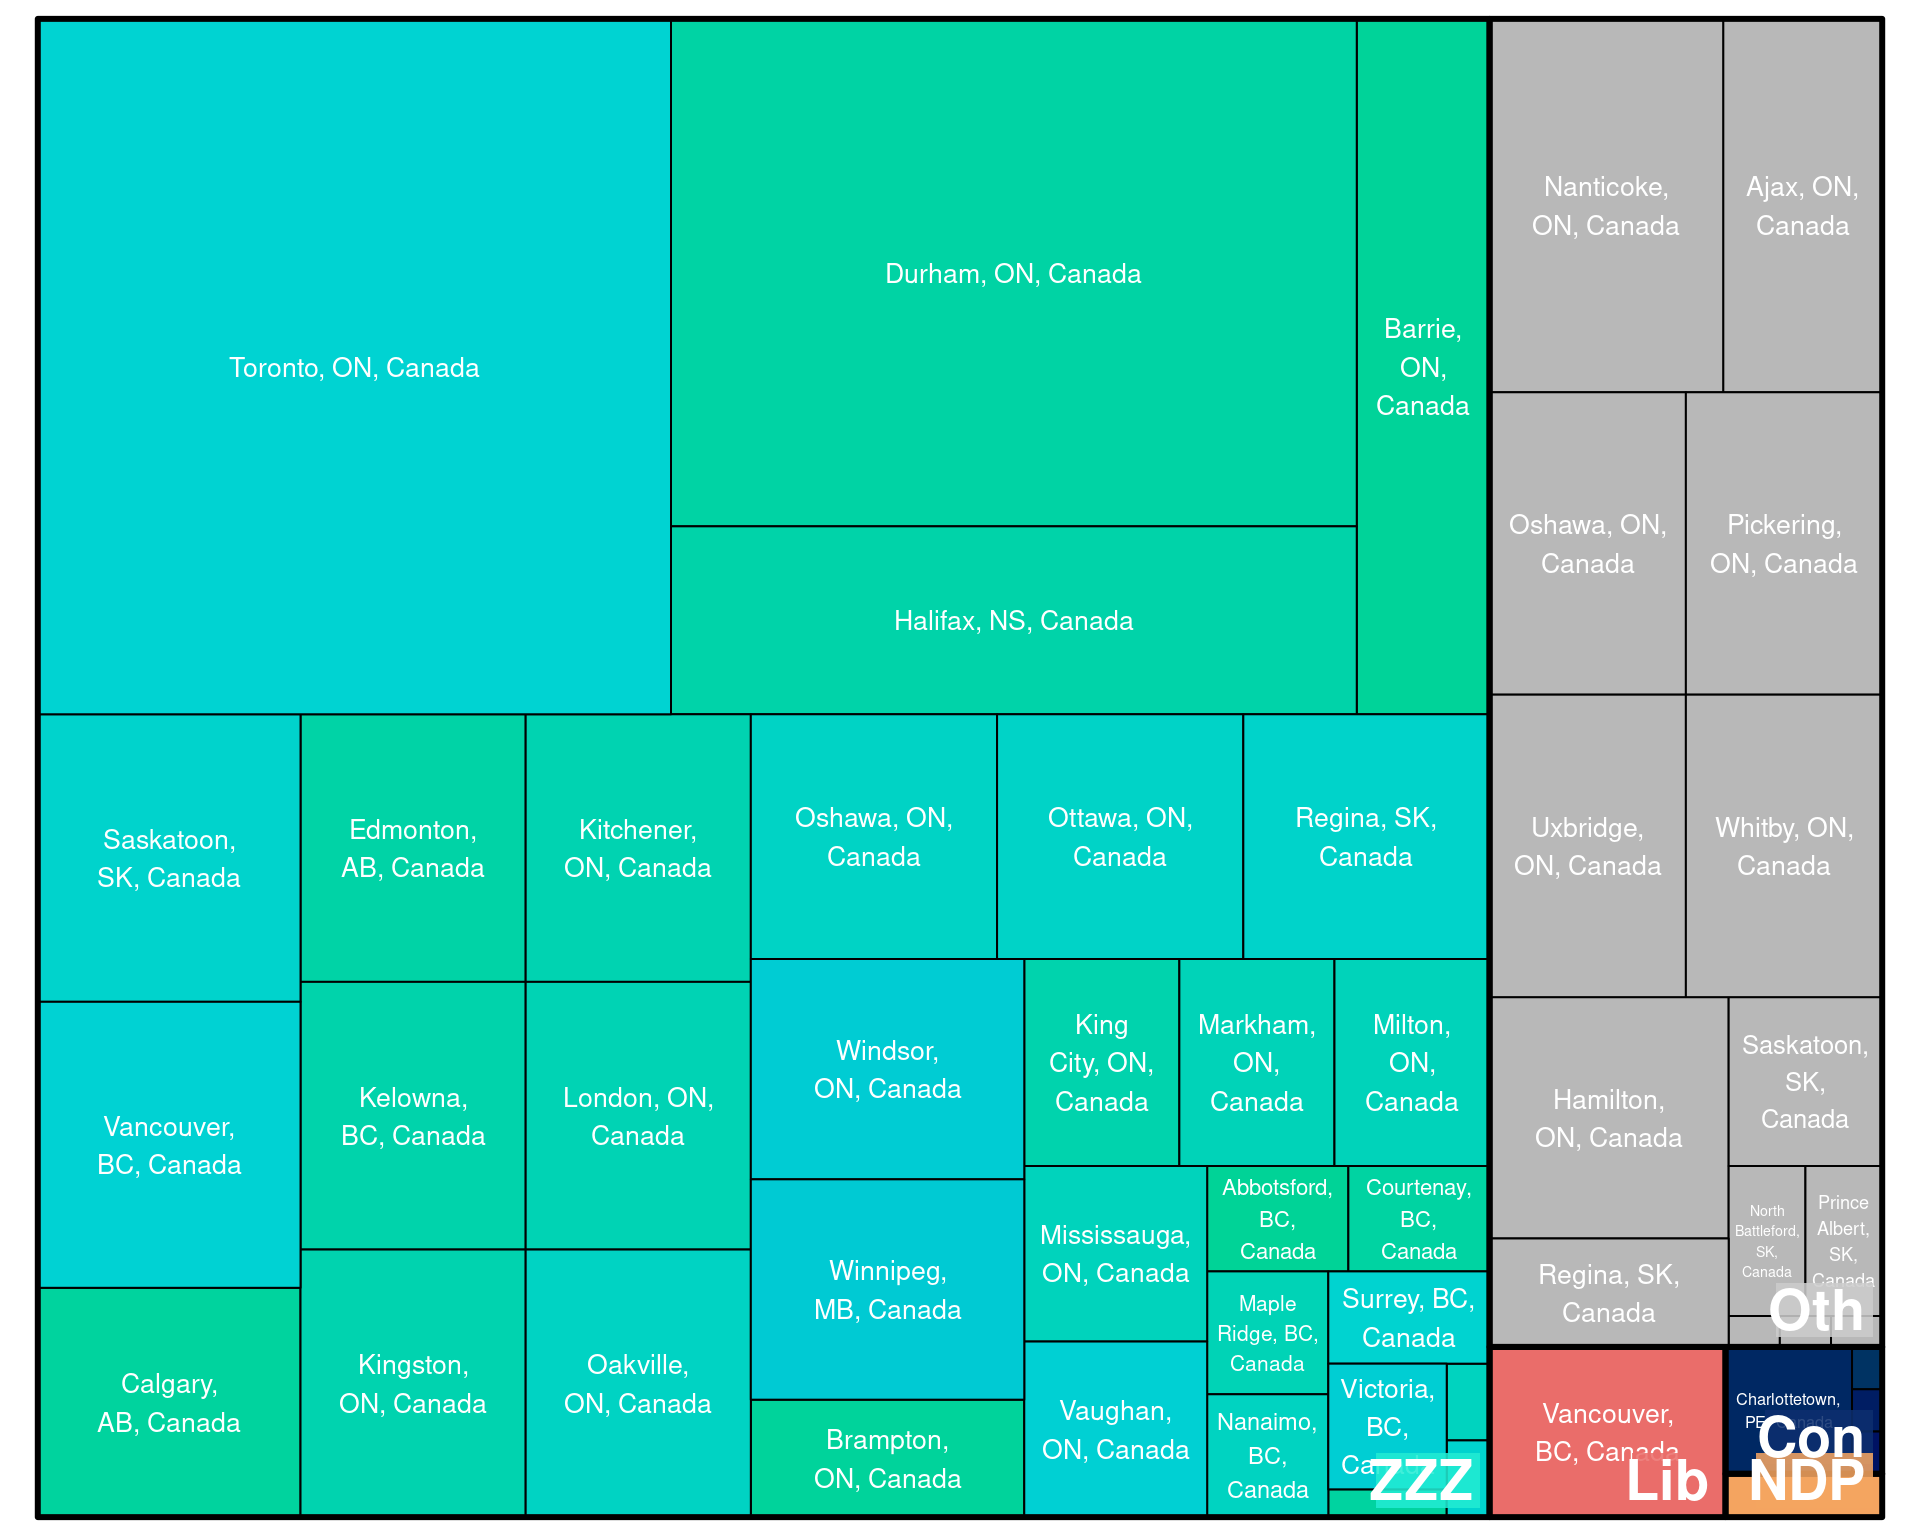 Toronto, ON, Canada
Durham, ON, Canada
Barrie,
ON,
Canada
Halifax, NS, Canada
Saskatoon,
SK, Canada
Edmonton,
AB, Canada
Kitchener,
ON, Canada
Oshawa, ON,
Canada
Ottawa, ON,
Canada
Regina, SK,
Canada
Vancouver,
BC, Canada
Kelowna,
BC, Canada
London, ON,
Canada
Windsor,
ON, Canada
King
City, ON,
Canada
Markham,
ON,
Canada
Milton,
ON,
Canada
Calgary,
AB, Canada
Kingston,
ON, Canada
Oakville,
ON, Canada
Winnipeg,
MB, Canada
Brampton,
ON, Canada
Mississauga,
ON, Canada
Vaughan,
ON, Canada
Abbotsford,
BC,
Canada
Courtenay,
BC,
Canada
Maple
Ridge, BC,
Canada
Surrey, BC,
Canada
Nanaimo,
BC,
Canada
Victoria,
BC,
Canada
ZZZ
Nanticoke,
ON, Canada
Ajax, ON,
Canada
Oshawa, ON,
Canada
Pickering,
ON, Canada
Uxbridge,
ON, Canada
Whitby, ON,
Canada
Hamilton,
ON, Canada
Saskatoon,
SK,
Canada
Regina, SK,
Canada
North
Battleford,
SK,
Canada
Prince
Albert,
SK,
Canada
Oth
Vancouver,
BC, Canada
Lib
Charlottetown,
PE, Canada
Con
NDP